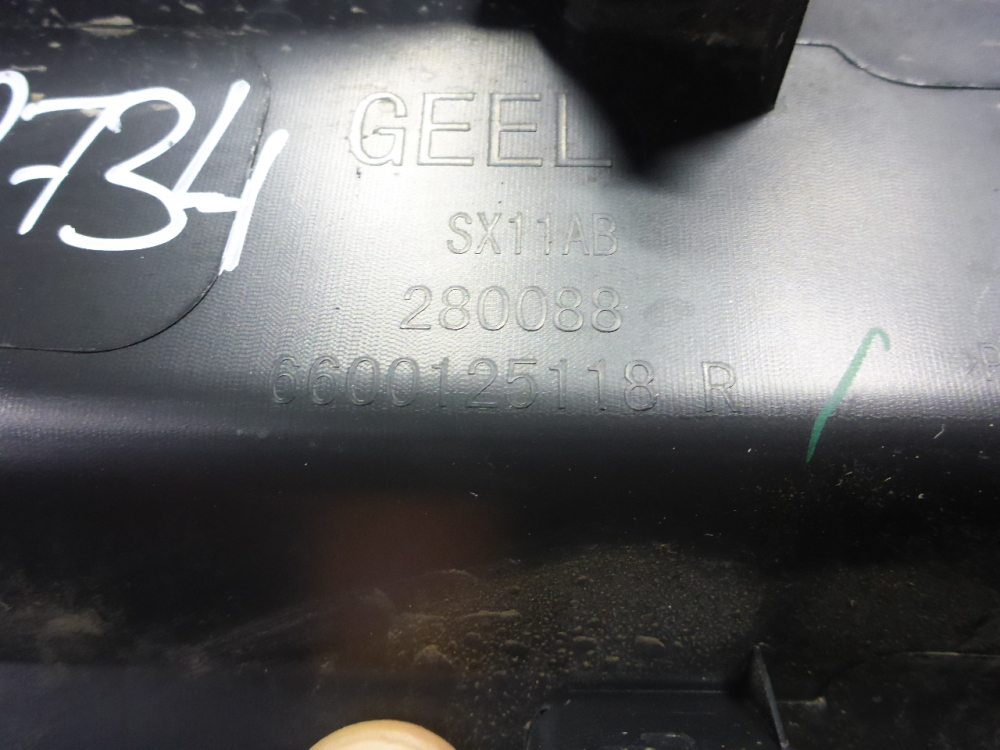 734
GEEL
SX11AB
280088
6600125118 R